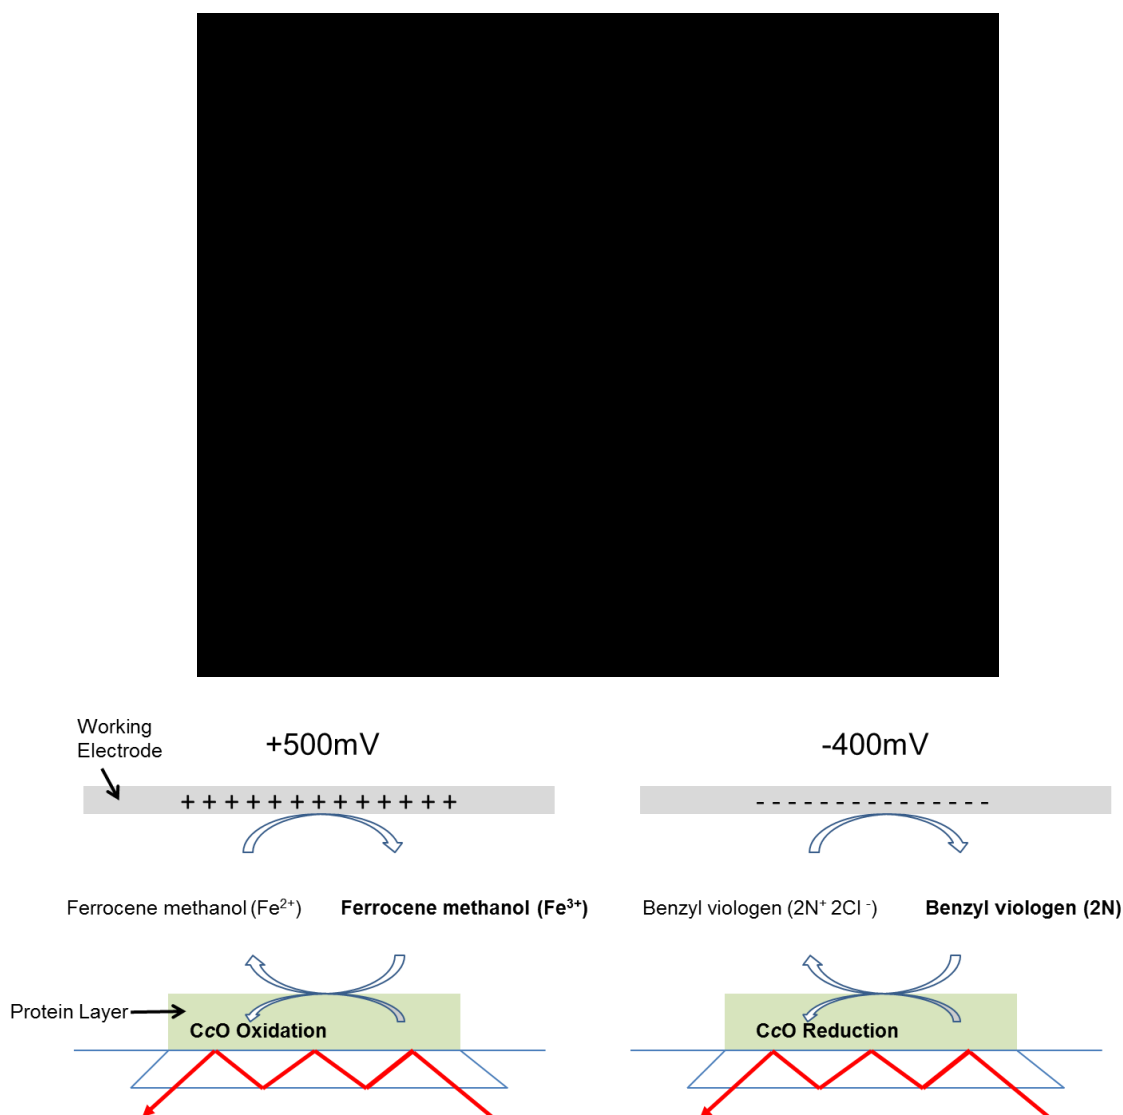 Working
Electrode
+500mV
-400mV
+ + + + + + + + + + + + +
- - - - - - - - - - - - - - -
Ferrocene methanol (Fe²⁺)
Ferrocene methanol (Fe³⁺)
Benzyl viologen (2N⁺ 2Cl ⁻)
Benzyl viologen (2N)
Protein Layer
CcO Oxidation
CcO Reduction